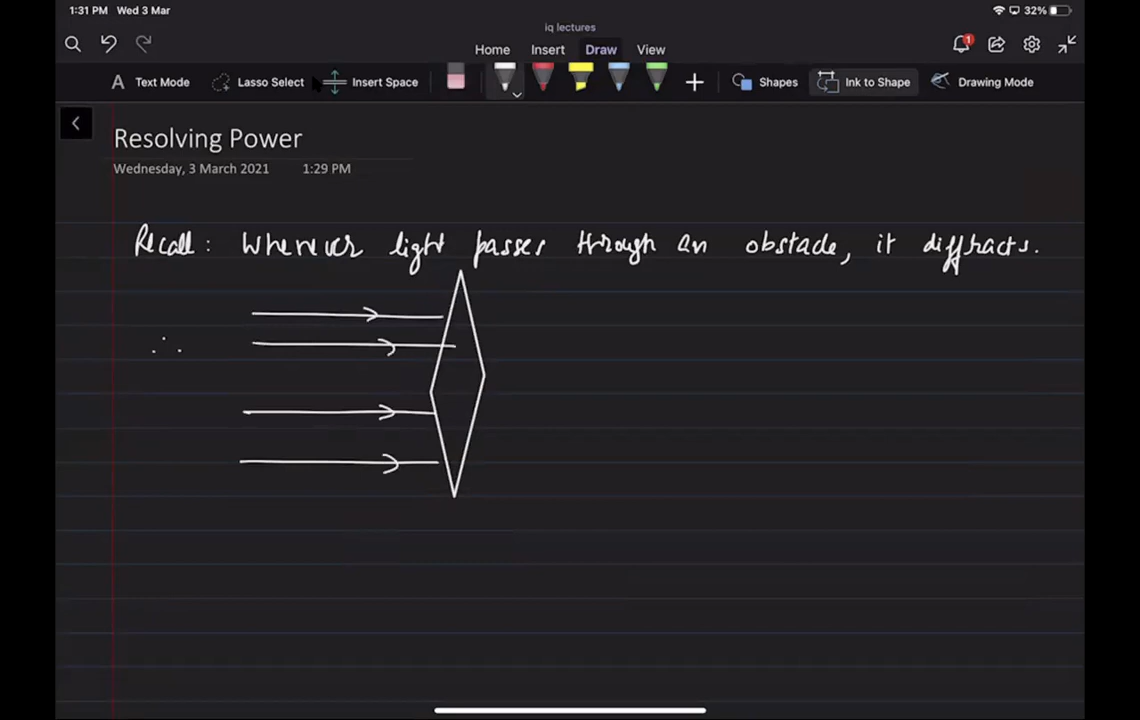 1:31 PM Wed 3 Mar 32%
iq lectures
Home Insert Draw View
1
Text Mode Lasso Select Insert Space Shapes Ink to Shape Drawing Mode
Resolving Power
Wednesday, 3 March 2021 1:29 PM
Recall: Whenever light passes through an obstacle, it diffracts.
∴